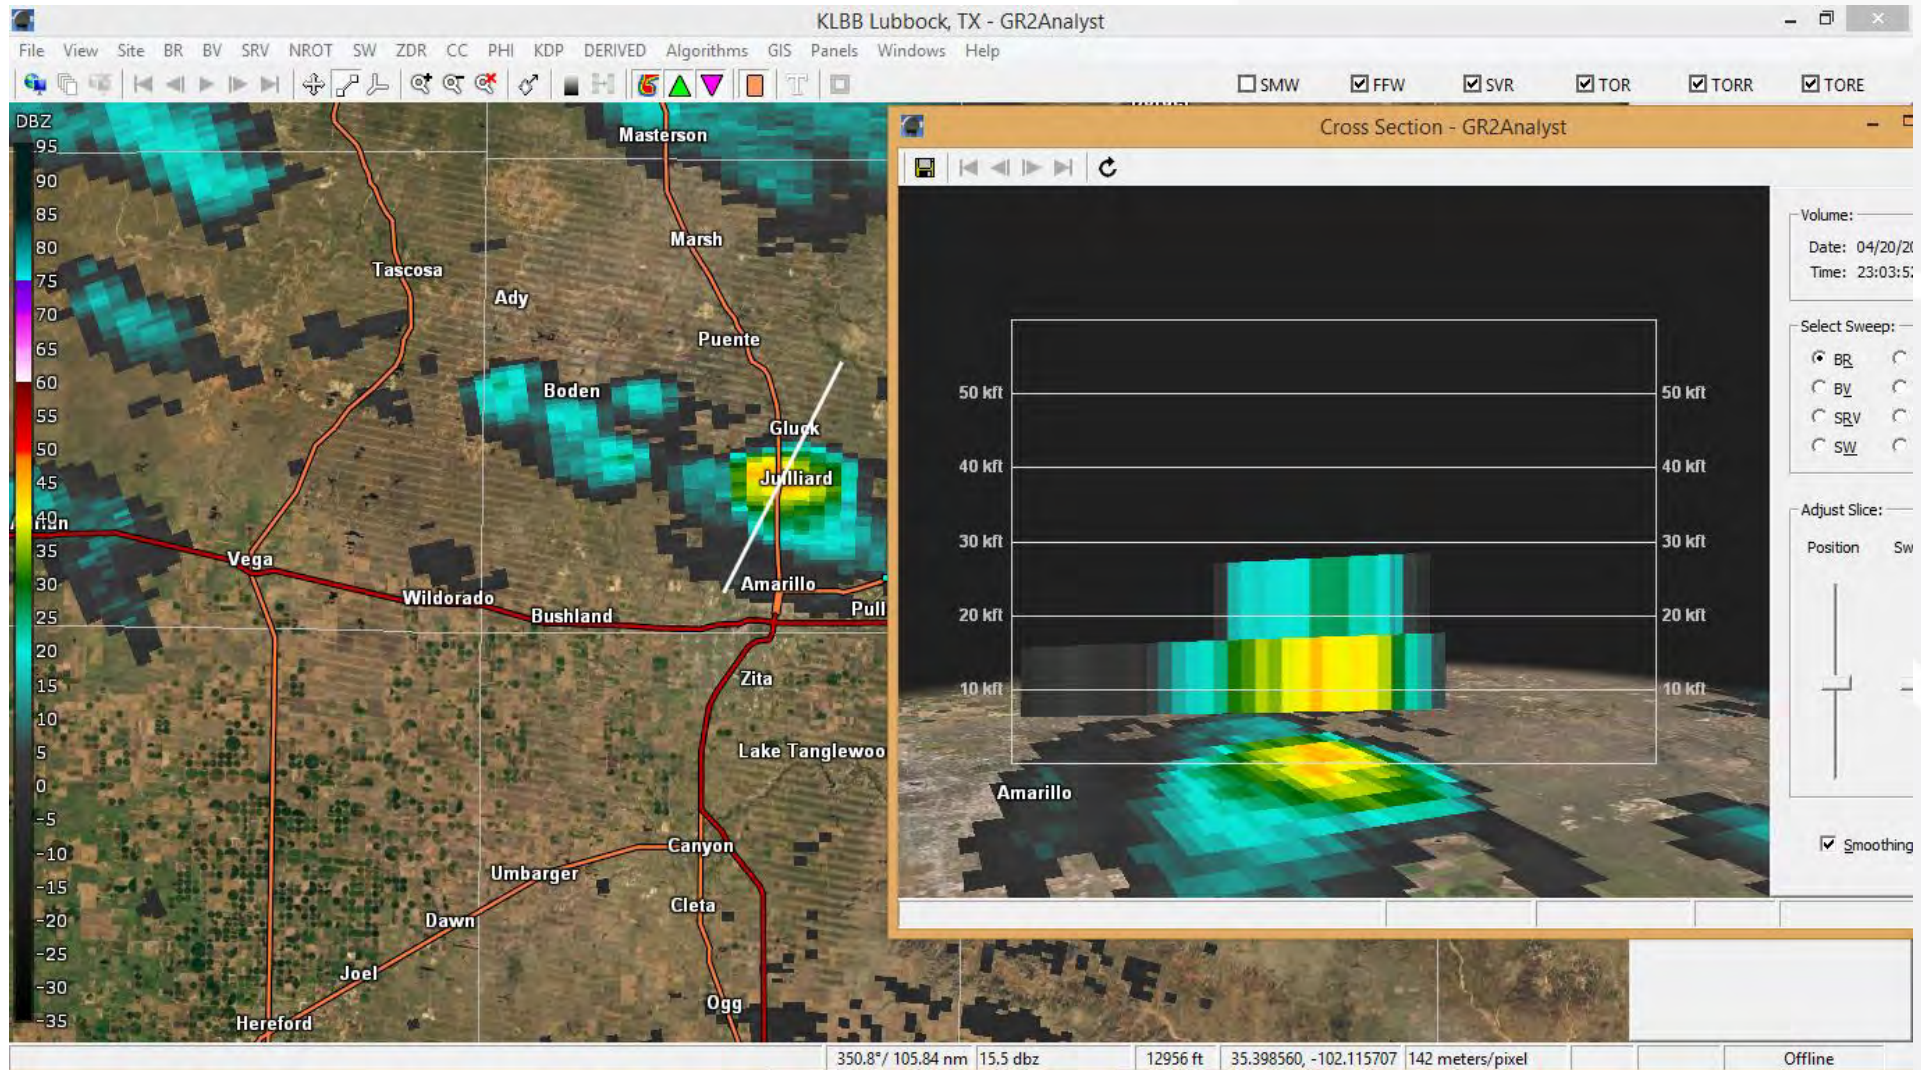 KLBB Lubbock, TX - GR2Analyst
File View Site BR BV SRV NROT SW ZDR CC PHI KDP DERIVED Algorithms GIS Panels Windows Help
SMW FFW SVR TOR TORR TORE
DBZ
95
90
85
80
75
70
65
60
55
50
45
40
35
30
25
20
15
10
5
0
-5
-10
-15
-20
-25
-30
-35
Masterson
Marsh
Tascosa
Ady
Puente
Boden
Gluck
Juilliard
Vega
Amarillo
Wildorado
Bushland
Pull
Zita
Lake Tanglewoo
Canyon
Umbarger
Cleta
Dawn
Joel
Ogg
Hereford
Cross Section - GR2Analyst
50 kft 50 kft
40 kft 40 kft
30 kft 30 kft
20 kft 20 kft
10 kft 10 kft
Amarillo
Volume:
Date: 04/20/20
Time: 23:03:52
Select Sweep:
BR
BV
SRV
SW
Adjust Slice:
Position Sw
Smoothing
350.8°/ 105.84 nm 15.5 dbz 12956 ft 35.398560, -102.115707 142 meters/pixel Offline